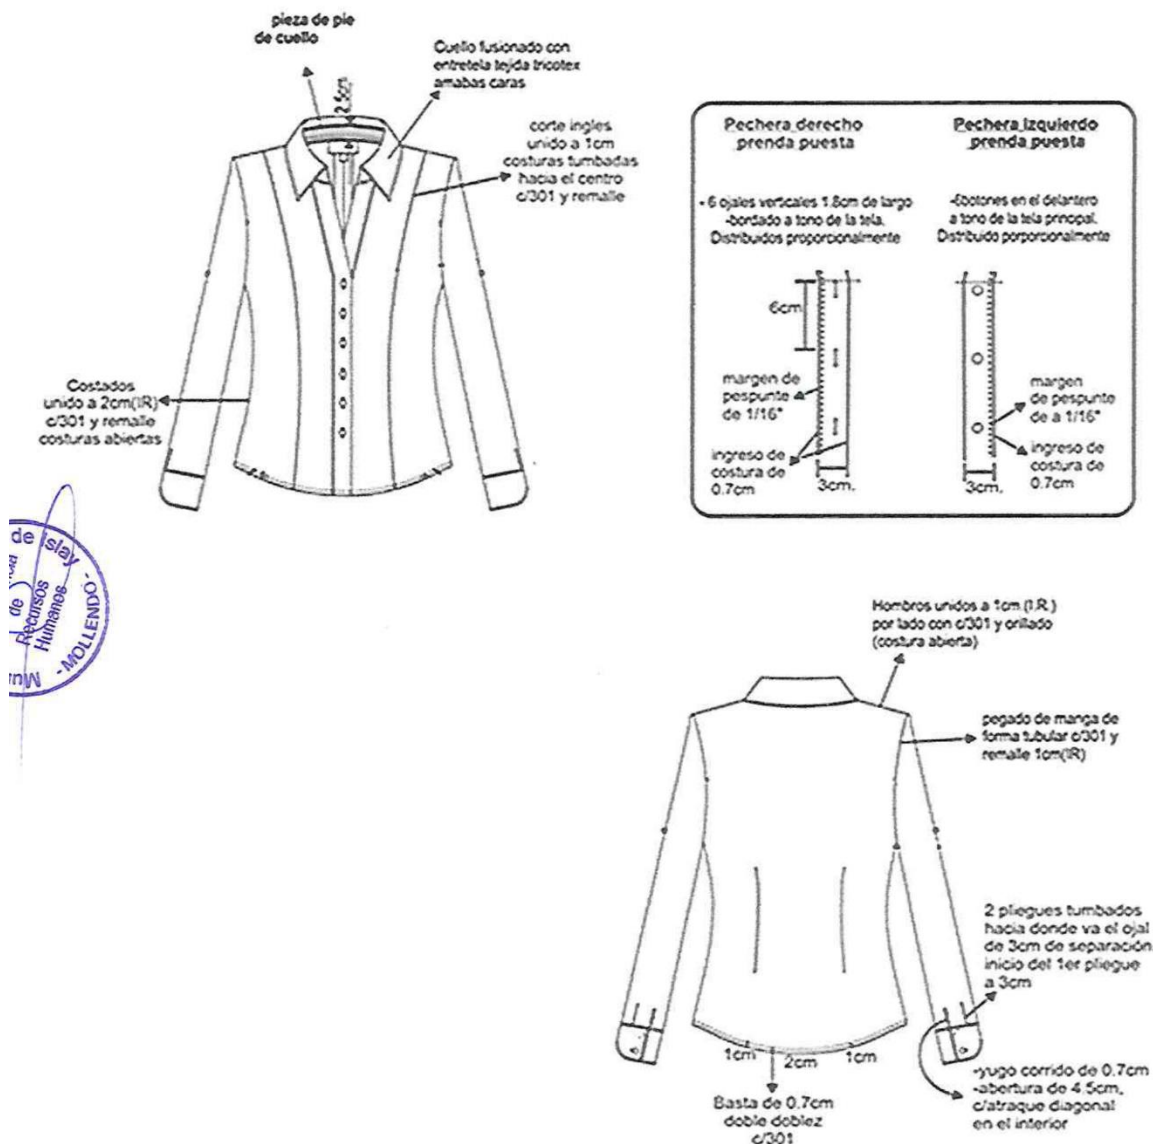 pieza de pie
de cuello
Cuello fusionado con
entretela tejida tricotex
amabas caras
2.5cm
corte ingles
unido a 1cm
costuras tumbadas
hacia el centro
c/301 y remalle
Costados
unido a 2cm(IR)
c/301 y remalle
costuras abiertas
Pechera derecho
prenda puesta
- 6 ojales verticales 1.8cm de largo
-bordado a tono de la tela.
Distribuidos proporcionalmente
6cm
margen de
pespunte
de 1/16"
ingreso de
costura de
0.7cm
3cm.
Pechera Izquierdo
prenda puesta
-6botones en el delantero
a tono de la tela principal.
Distribuido porporcionalmente
margen
de pespunte
de a 1/16"
ingreso de
costura de
0.7cm
3cm.
de Islay
de
Recursos
Humanos
-MOLLENDO-
Hombros unidos a 1cm.(I.R.)
por lado con c/301 y orillado
(costura abierta)
pegado de manga de
forma tubular c/301 y
remalle 1cm(IR)
2 pliegues tumbados
hacia donde va el ojal
de 3cm de separación
inicio del 1er pliegue
a 3cm
1cm 2cm 1cm
Basta de 0.7cm
doble doblez
c/301
-yugo corrido de 0.7cm
-abertura de 4.5cm,
c/atraque diagonal
en el interior